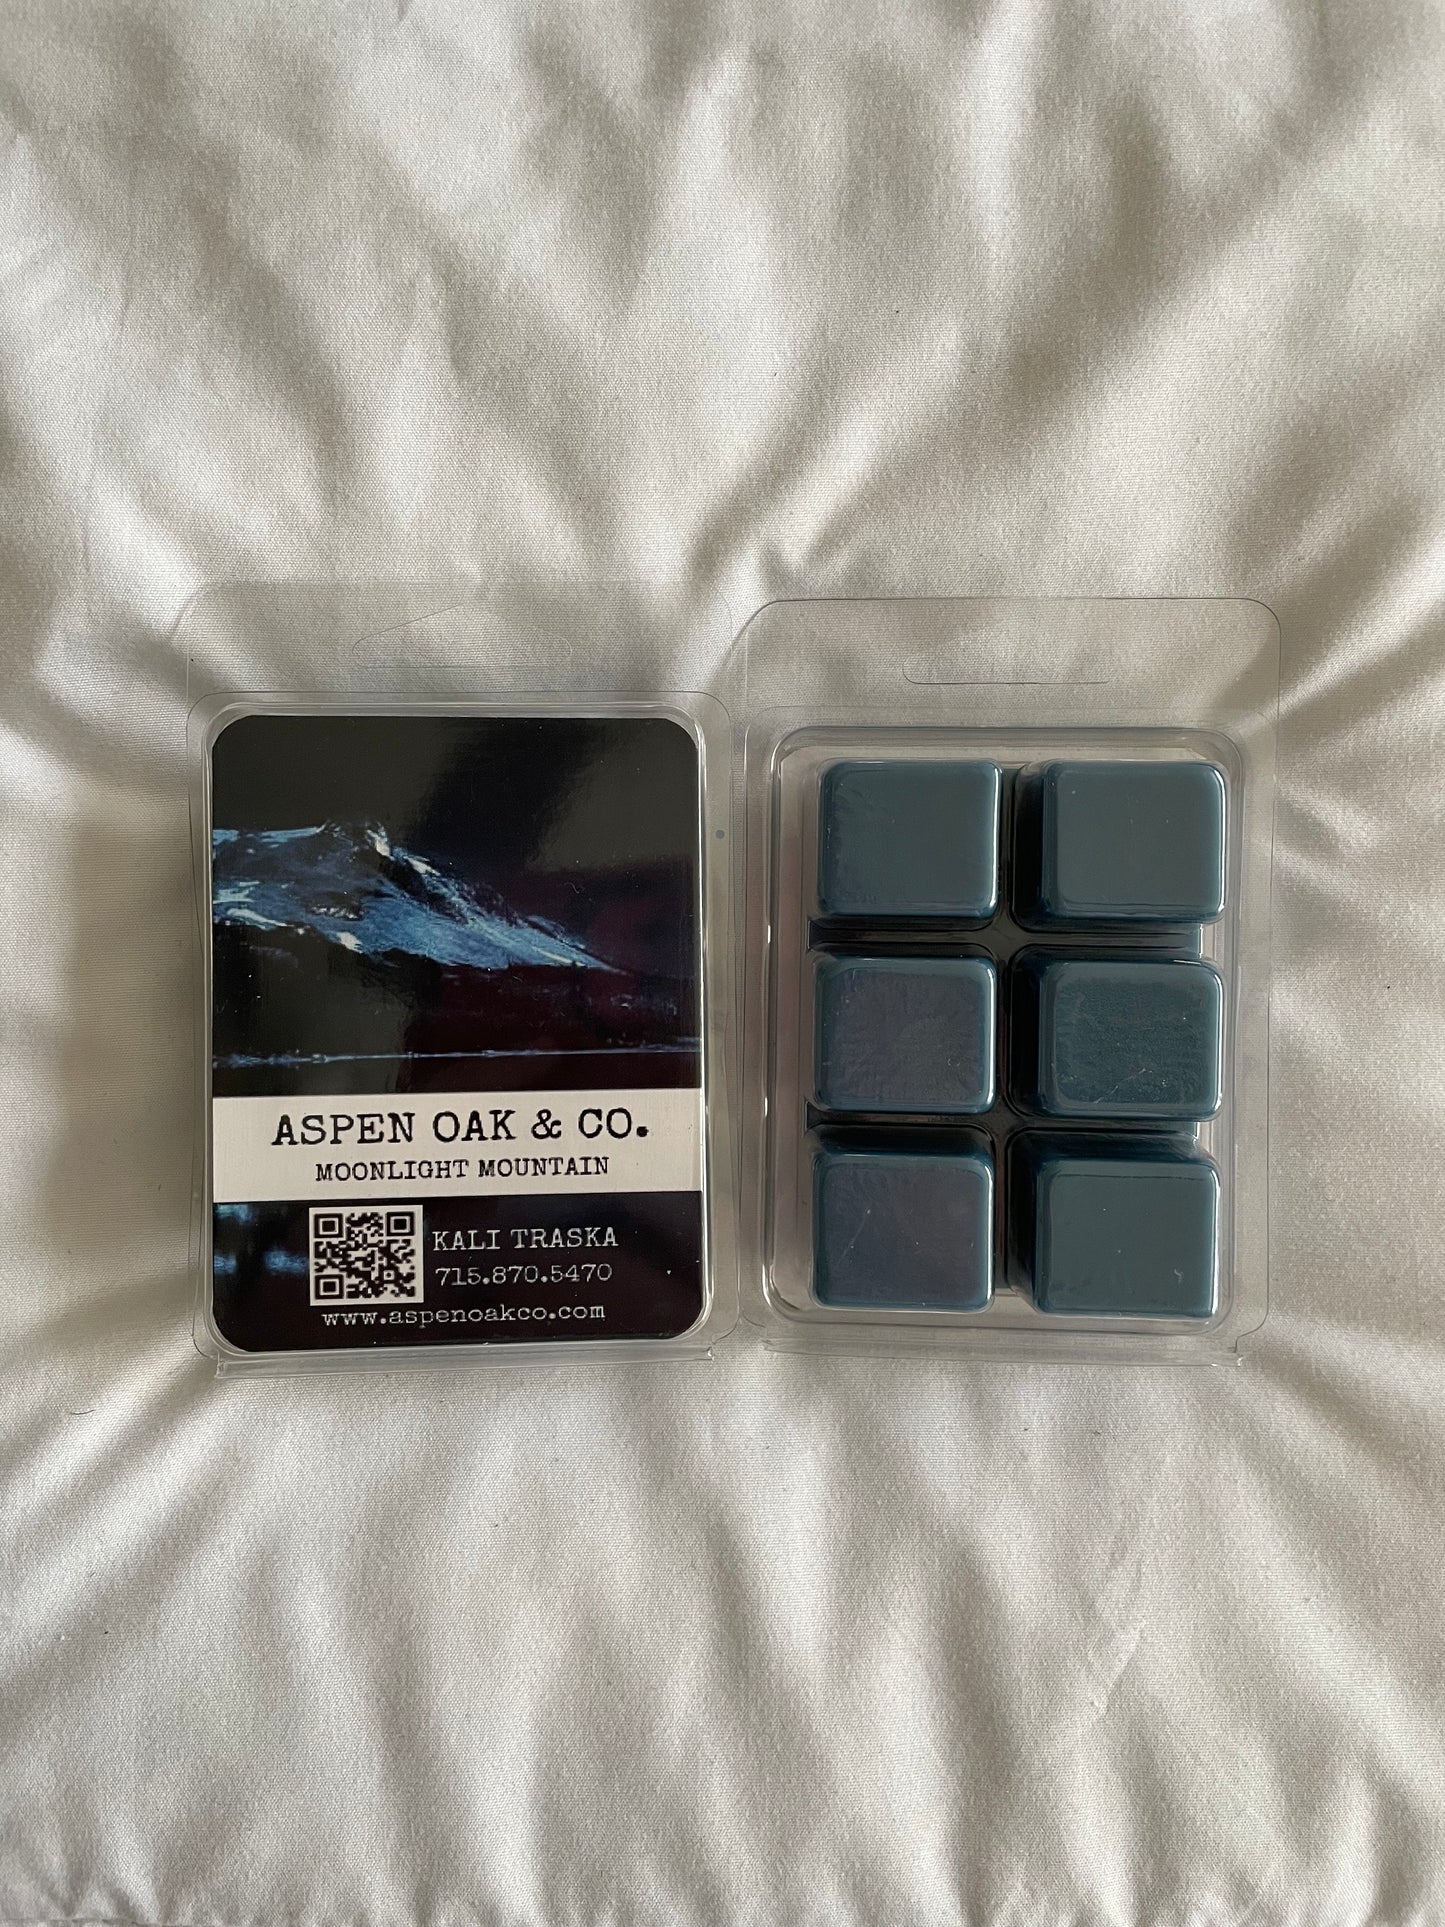 ASPEN OAK & CO.
MOONLIGHT MOUNTAIN
KALI TRASKA
715.870.5470
www.aspenoakco.com